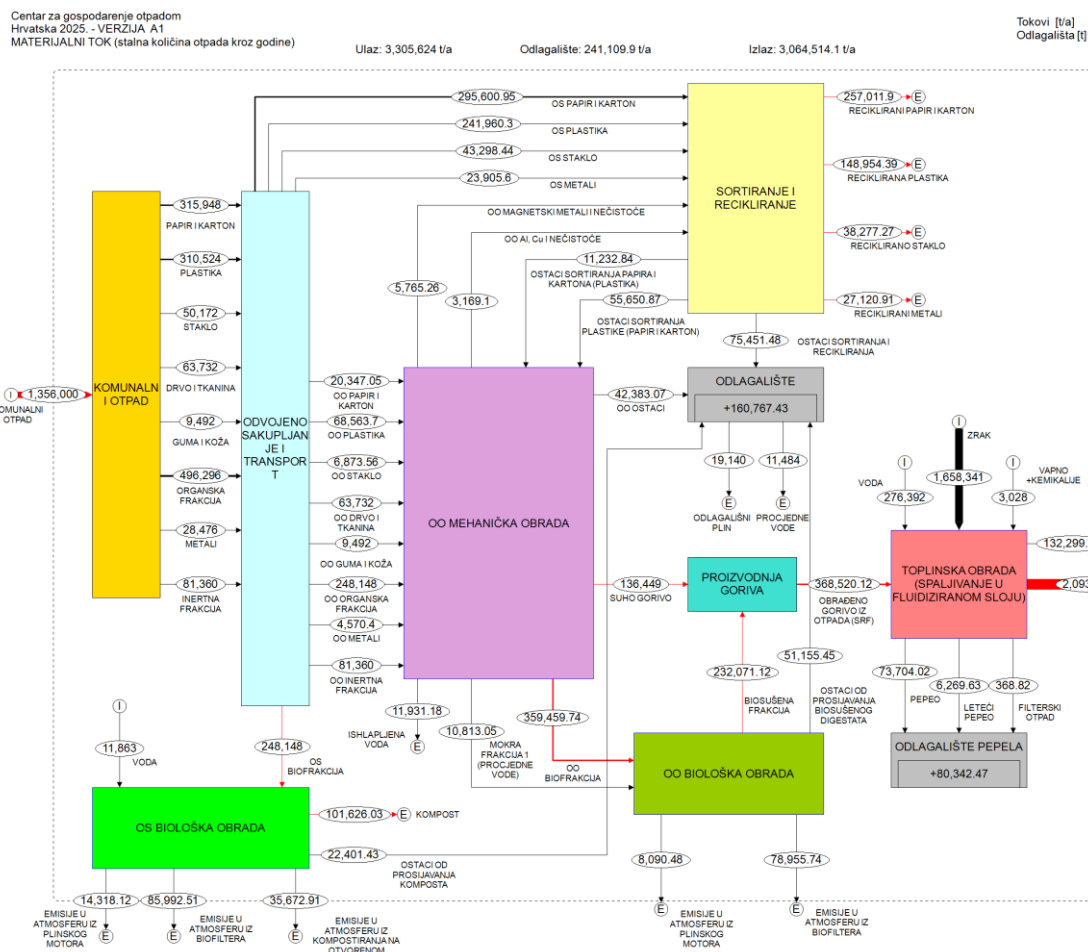 Centar za gospodarenje otpadom
Hrvatska 2025. - VERZIJA A1
MATERIJALNI TOK (stalna količina otpada kroz godine)
Ulaz: 3,305,624 t/a
Odlagalište: 241,109.9 t/a
Izlaz: 3,064,514.1 t/a
Tokovi [t/a]
Odlagališta [t]
295,600.95
OS PAPIR I KARTON
241,960.3
OS PLASTIKA
43,298.44
OS STAKLO
23,905.6
OS METALI
OO MAGNETSKI METALI I NEČISTOĆE
OO Al, Cu I NEČISTOĆE
5,765.26
3,169.1
11,232.84
OSTACI SORTIRANJA PAPIRA I
KARTONA (PLASTIKA)
55,650.87
OSTACI SORTIRANJA
PLASTIKE (PAPIR I KARTON)
SORTIRANJE I
RECIKLIRANJE
257,011.9
E
RECIKLIRANI PAPIR I KARTON
148,954.39
E
RECIKLIRANA PLASTIKA
38,277.27
E
RECIKLIRANO STAKLO
27,120.91
E
RECIKLIRANI METALI
75,451.48
OSTACI SORTIRANJA I
RECIKLIRANJA
I
1,356,000
OMUNALNI
OTPAD
KOMUNALN
I OTPAD
315,948
PAPIR I KARTON
310,524
PLASTIKA
50,172
STAKLO
63,732
DRVO I TKANINA
9,492
GUMA I KOŽA
496,296
ORGANSKA
FRAKCIJA
28,476
METALI
81,360
INERTNA
FRAKCIJA
ODVOJENO
SAKUPLJAN
JE I
TRANSPOR
T
20,347.05
OO PAPIR I
KARTON
68,563.7
OO PLASTIKA
6,873.56
OO STAKLO
63,732
OO DRVO I
TKANINA
9,492
OO GUMA I KOŽA
248,148
OO ORGANSKA
FRAKCIJA
4,570.4
OO METALI
81,360
OO INERTNA
FRAKCIJA
OO MEHANIČKA OBRADA
42,383.07
OO OSTACI
ODLAGALIŠTE
+160,767.43
19,140
E
ODLAGALIŠNI
PLIN
11,484
E
PROCJEDNE
VODE
136,449
SUHO GORIVO
PROIZVODNJA
GORIVA
368,520.12
OBRAĐENO
GORIVO IZ
OTPADA (SRF)
I
VODA
276,392
I
ZRAK
1,658,341
I
VAPNO
+KEMIKALIJE
3,028
TOPLINSKA OBRADA
(SPALJIVANJE U
FLUIDIZIRANOM SLOJU)
132,299.
2,093
73,704.02
PEPEO
6,269.63
LETEĆI
PEPEO
368.82
FILTERSKI
OTPAD
ODLAGALIŠTE PEPELA
+80,342.47
232,071.12
BIOSUŠENA
FRAKCIJA
51,155.45
OSTACI OD
PROSIJAVANJA
BIOSUŠENOG
DIGESTATA
11,931.18
ISHLAPLJENA
VODA
E
10,813.05
MOKRA
FRAKCIJA 1
(PROCJEDNE
VODE)
359,459.74
OO
BIOFRAKCIJA
OO BIOLOŠKA OBRADA
8,090.48
E
EMISIJE U
ATMOSFERU IZ
PLINSKOG
MOTORA
78,955.74
E
EMISIJE U
ATMOSFERU IZ
BIOFILTERA
I
11,863
VODA
248,148
OS
BIOFRAKCIJA
OS BIOLOŠKA OBRADA
101,626.03
E
KOMPOST
22,401.43
OSTACI OD
PROSIJAVANJA
KOMPOSTA
14,318.12
EMISIJE U
ATMOSFERU IZ
PLINSKOG
MOTORA
E
85,992.51
EMISIJE U
ATMOSFERU IZ
BIOFILTERA
E
35,672.91
EMISIJE U
ATMOSFERU IZ
KOMPOSTIRANJA NA
OTVORENOM
E